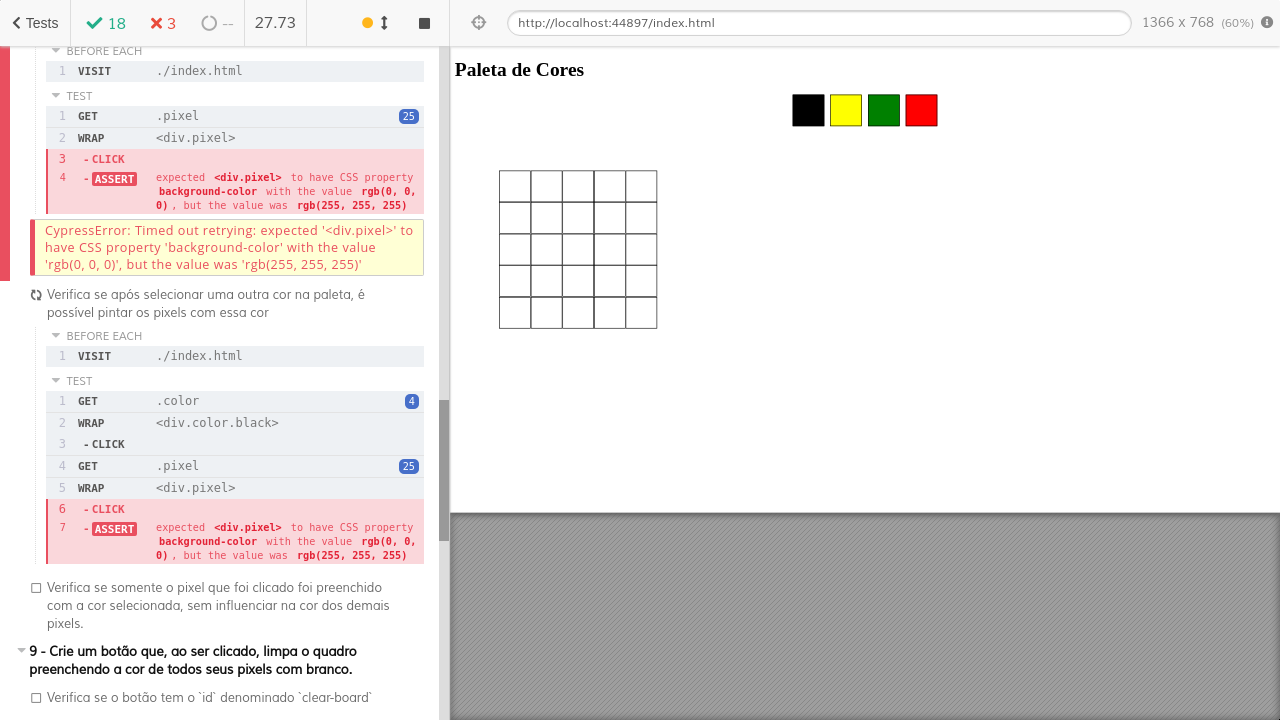 Tests 18 3 -- 27.73 http://localhost:44897/index.html 1366 x 768 (60%)
BEFORE EACH
1 VISIT ./index.html
TEST
1 GET .pixel 25
2 WRAP <div.pixel>
3 - CLICK
4 - ASSERT expected <div.pixel> to have CSS property
background-color with the value rgb(0, 0,
0) , but the value was rgb(255, 255, 255)
CypressError: Timed out retrying: expected '<div.pixel>' to
have CSS property 'background-color' with the value
'rgb(0, 0, 0)', but the value was 'rgb(255, 255, 255)'
Verifica se após selecionar uma outra cor na paleta, é
possível pintar os pixels com essa cor
BEFORE EACH
1 VISIT ./index.html
TEST
1 GET .color 4
2 WRAP <div.color.black>
3 - CLICK
4 GET .pixel 25
5 WRAP <div.pixel>
6 - CLICK
7 - ASSERT expected <div.pixel> to have CSS property
background-color with the value rgb(0, 0,
0) , but the value was rgb(255, 255, 255)
Verifica se somente o pixel que foi clicado foi preenchido
com a cor selecionada, sem influenciar na cor dos demais
pixels.
9 - Crie um botão que, ao ser clicado, limpa o quadro
preenchendo a cor de todos seus pixels com branco.
Verifica se o botão tem o `id` denominado `clear-board`
Paleta de Cores